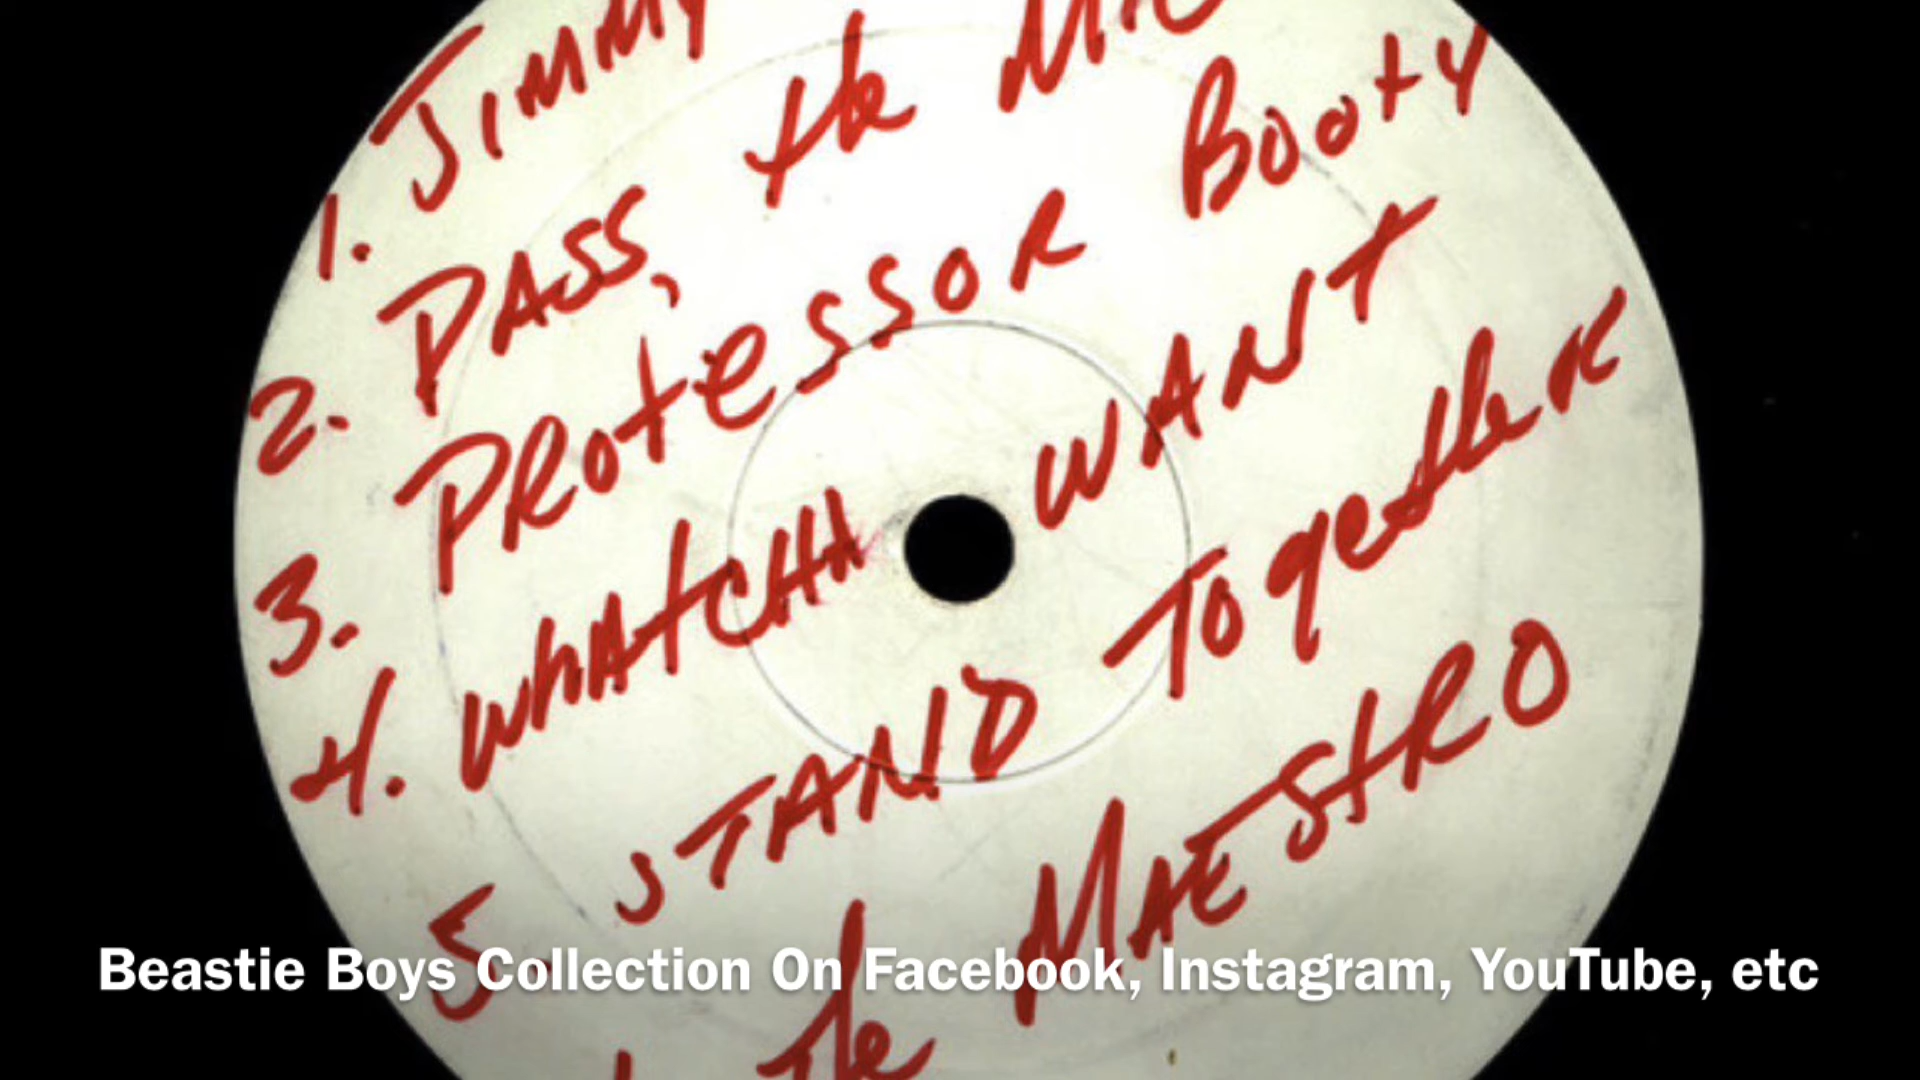 1. JIMMY
2. PASS, the MIC
3. PROfESSOR BOOty
4. WhATCHA WANT
5 STAND TogethER
the MAESTRO
Beastie Boys Collection On Facebook, Instagram, YouTube, etc